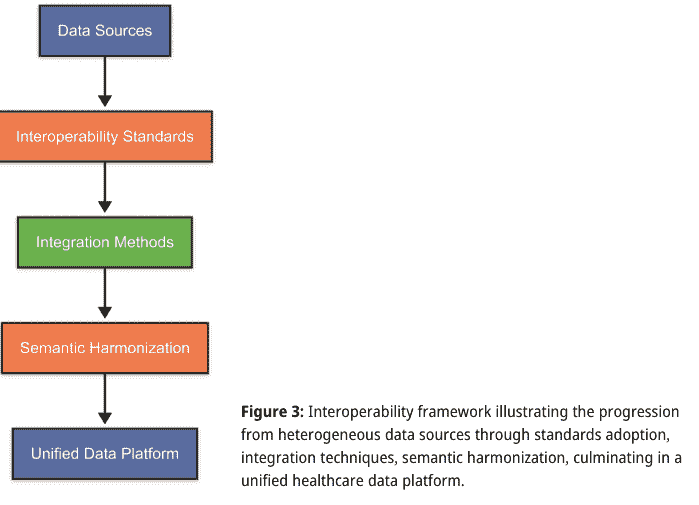 Data Sources
Interoperability Standards
Integration Methods
Semantic Harmonization
Unified Data Platform
Figure 3: Interoperability framework illustrating the progression
from heterogeneous data sources through standards adoption,
integration techniques, semantic harmonization, culminating in a
unified healthcare data platform.